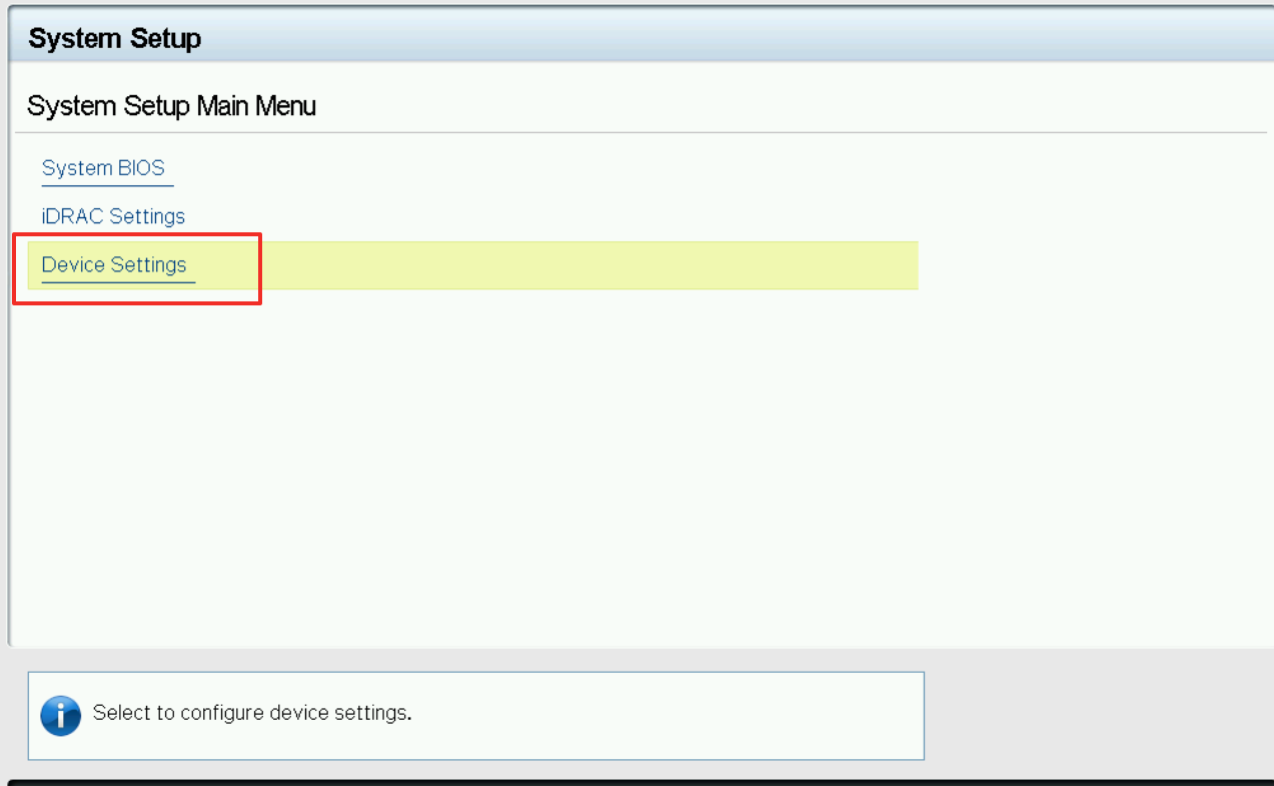 System Setup
System Setup Main Menu
System BIOS
iDRAC Settings
Device Settings
Select to configure device settings.